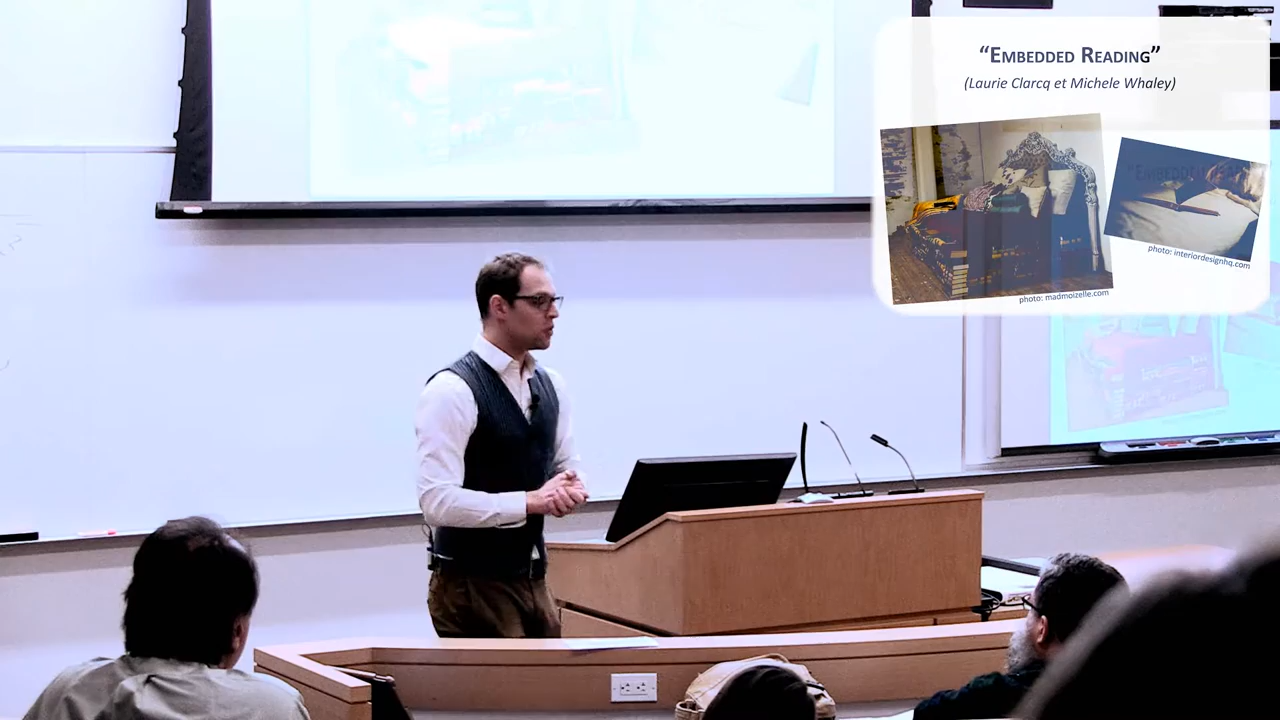 “EMBEDDED READING”
(Laurie Clarcq et Michele Whaley)
photo: interiordesignhq.com
photo: madmoizelle.com